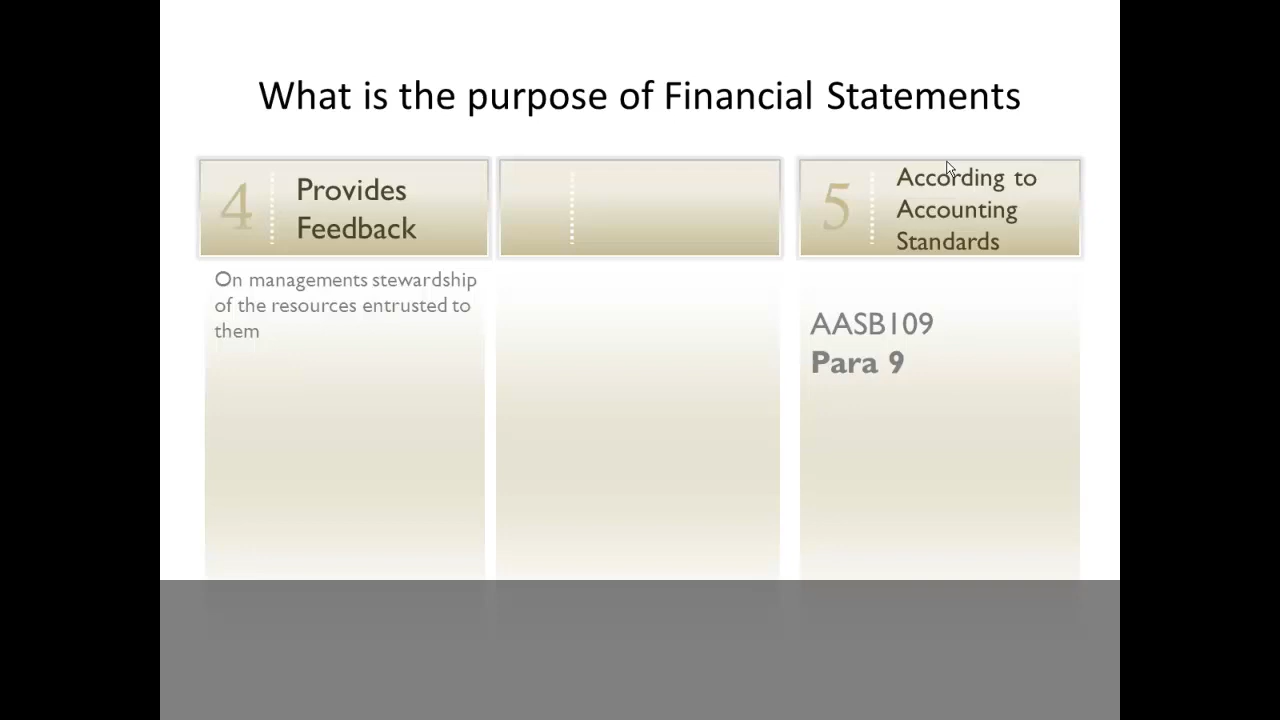 What is the purpose of Financial Statements
4
Provides
Feedback
On managements stewardship
of the resources entrusted to
them
5
According to
Accounting
Standards
AASB109
Para 9